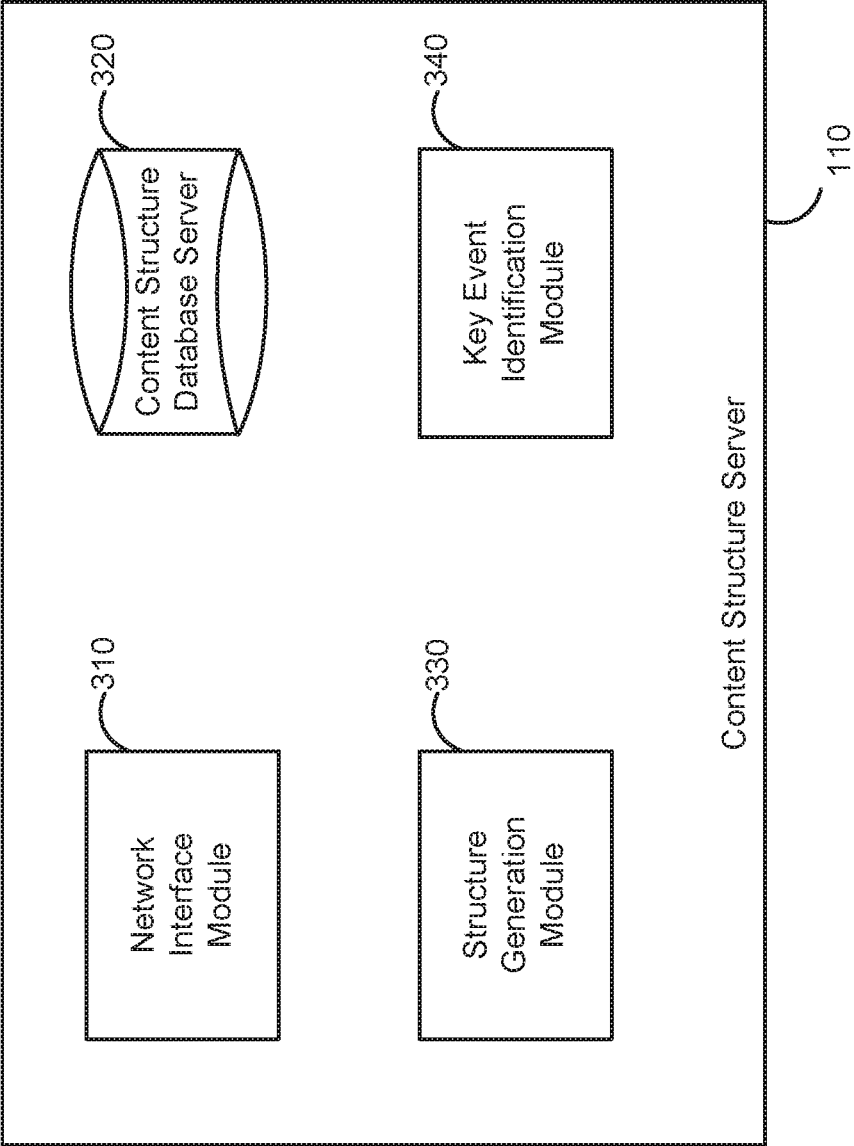 310
Network
Interface
Module
320
Content Structure
Database Server
330
Structure
Generation
Module
340
Key Event
Identification
Module
Content Structure Server
110